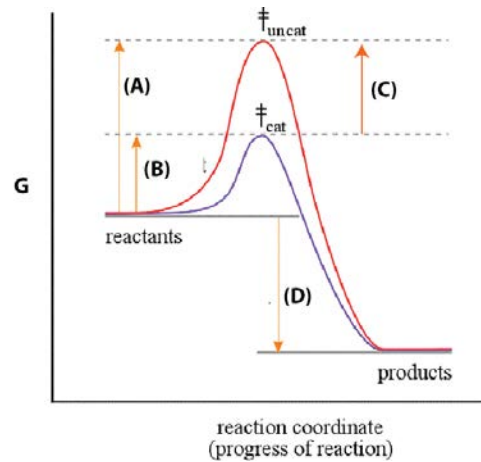 ‡uncat
(A)
(C)
‡cat
(B)
t
G
reactants
(D)
products
reaction coordinate
(progress of reaction)